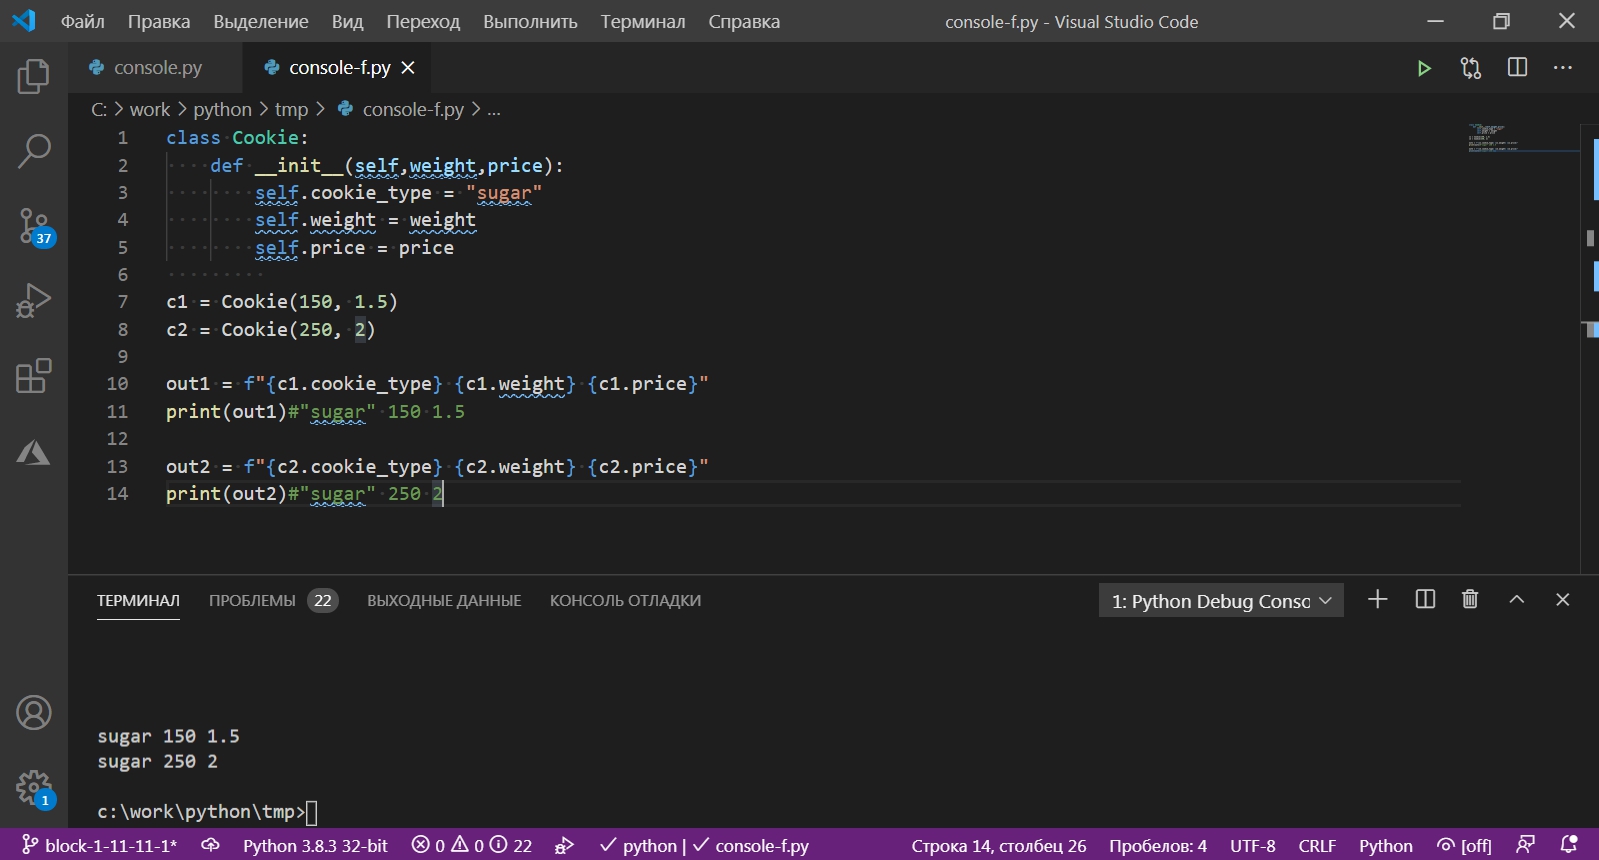 Файл Правка Выделение Вид Переход Выполнить Терминал Справка console-f.py - Visual Studio Code
console.py console-f.py
C: > work > python > tmp > console-f.py > ...
1 class Cookie:
2 def __init__(self,weight,price):
3 self.cookie_type = "sugar"
4 self.weight = weight
5 self.price = price
6
7 c1 = Cookie(150, 1.5)
8 c2 = Cookie(250, 2)
9
10 out1 = f"{c1.cookie_type} {c1.weight} {c1.price}"
11 print(out1)#"sugar" 150 1.5
12
13 out2 = f"{c2.cookie_type} {c2.weight} {c2.price}"
14 print(out2)#"sugar" 250 2
37
ТЕРМИНАЛ ПРОБЛЕМЫ 22 ВЫХОДНЫЕ ДАННЫЕ КОНСОЛЬ ОТЛАДКИ 1: Python Debug Conso
sugar 150 1.5
sugar 250 2
c:\work\python\tmp>
1
block-1-11-11-1* Python 3.8.3 32-bit 0 0 22 python | console-f.py Строка 14, столбец 26 Пробелов: 4 UTF-8 CRLF Python [off]